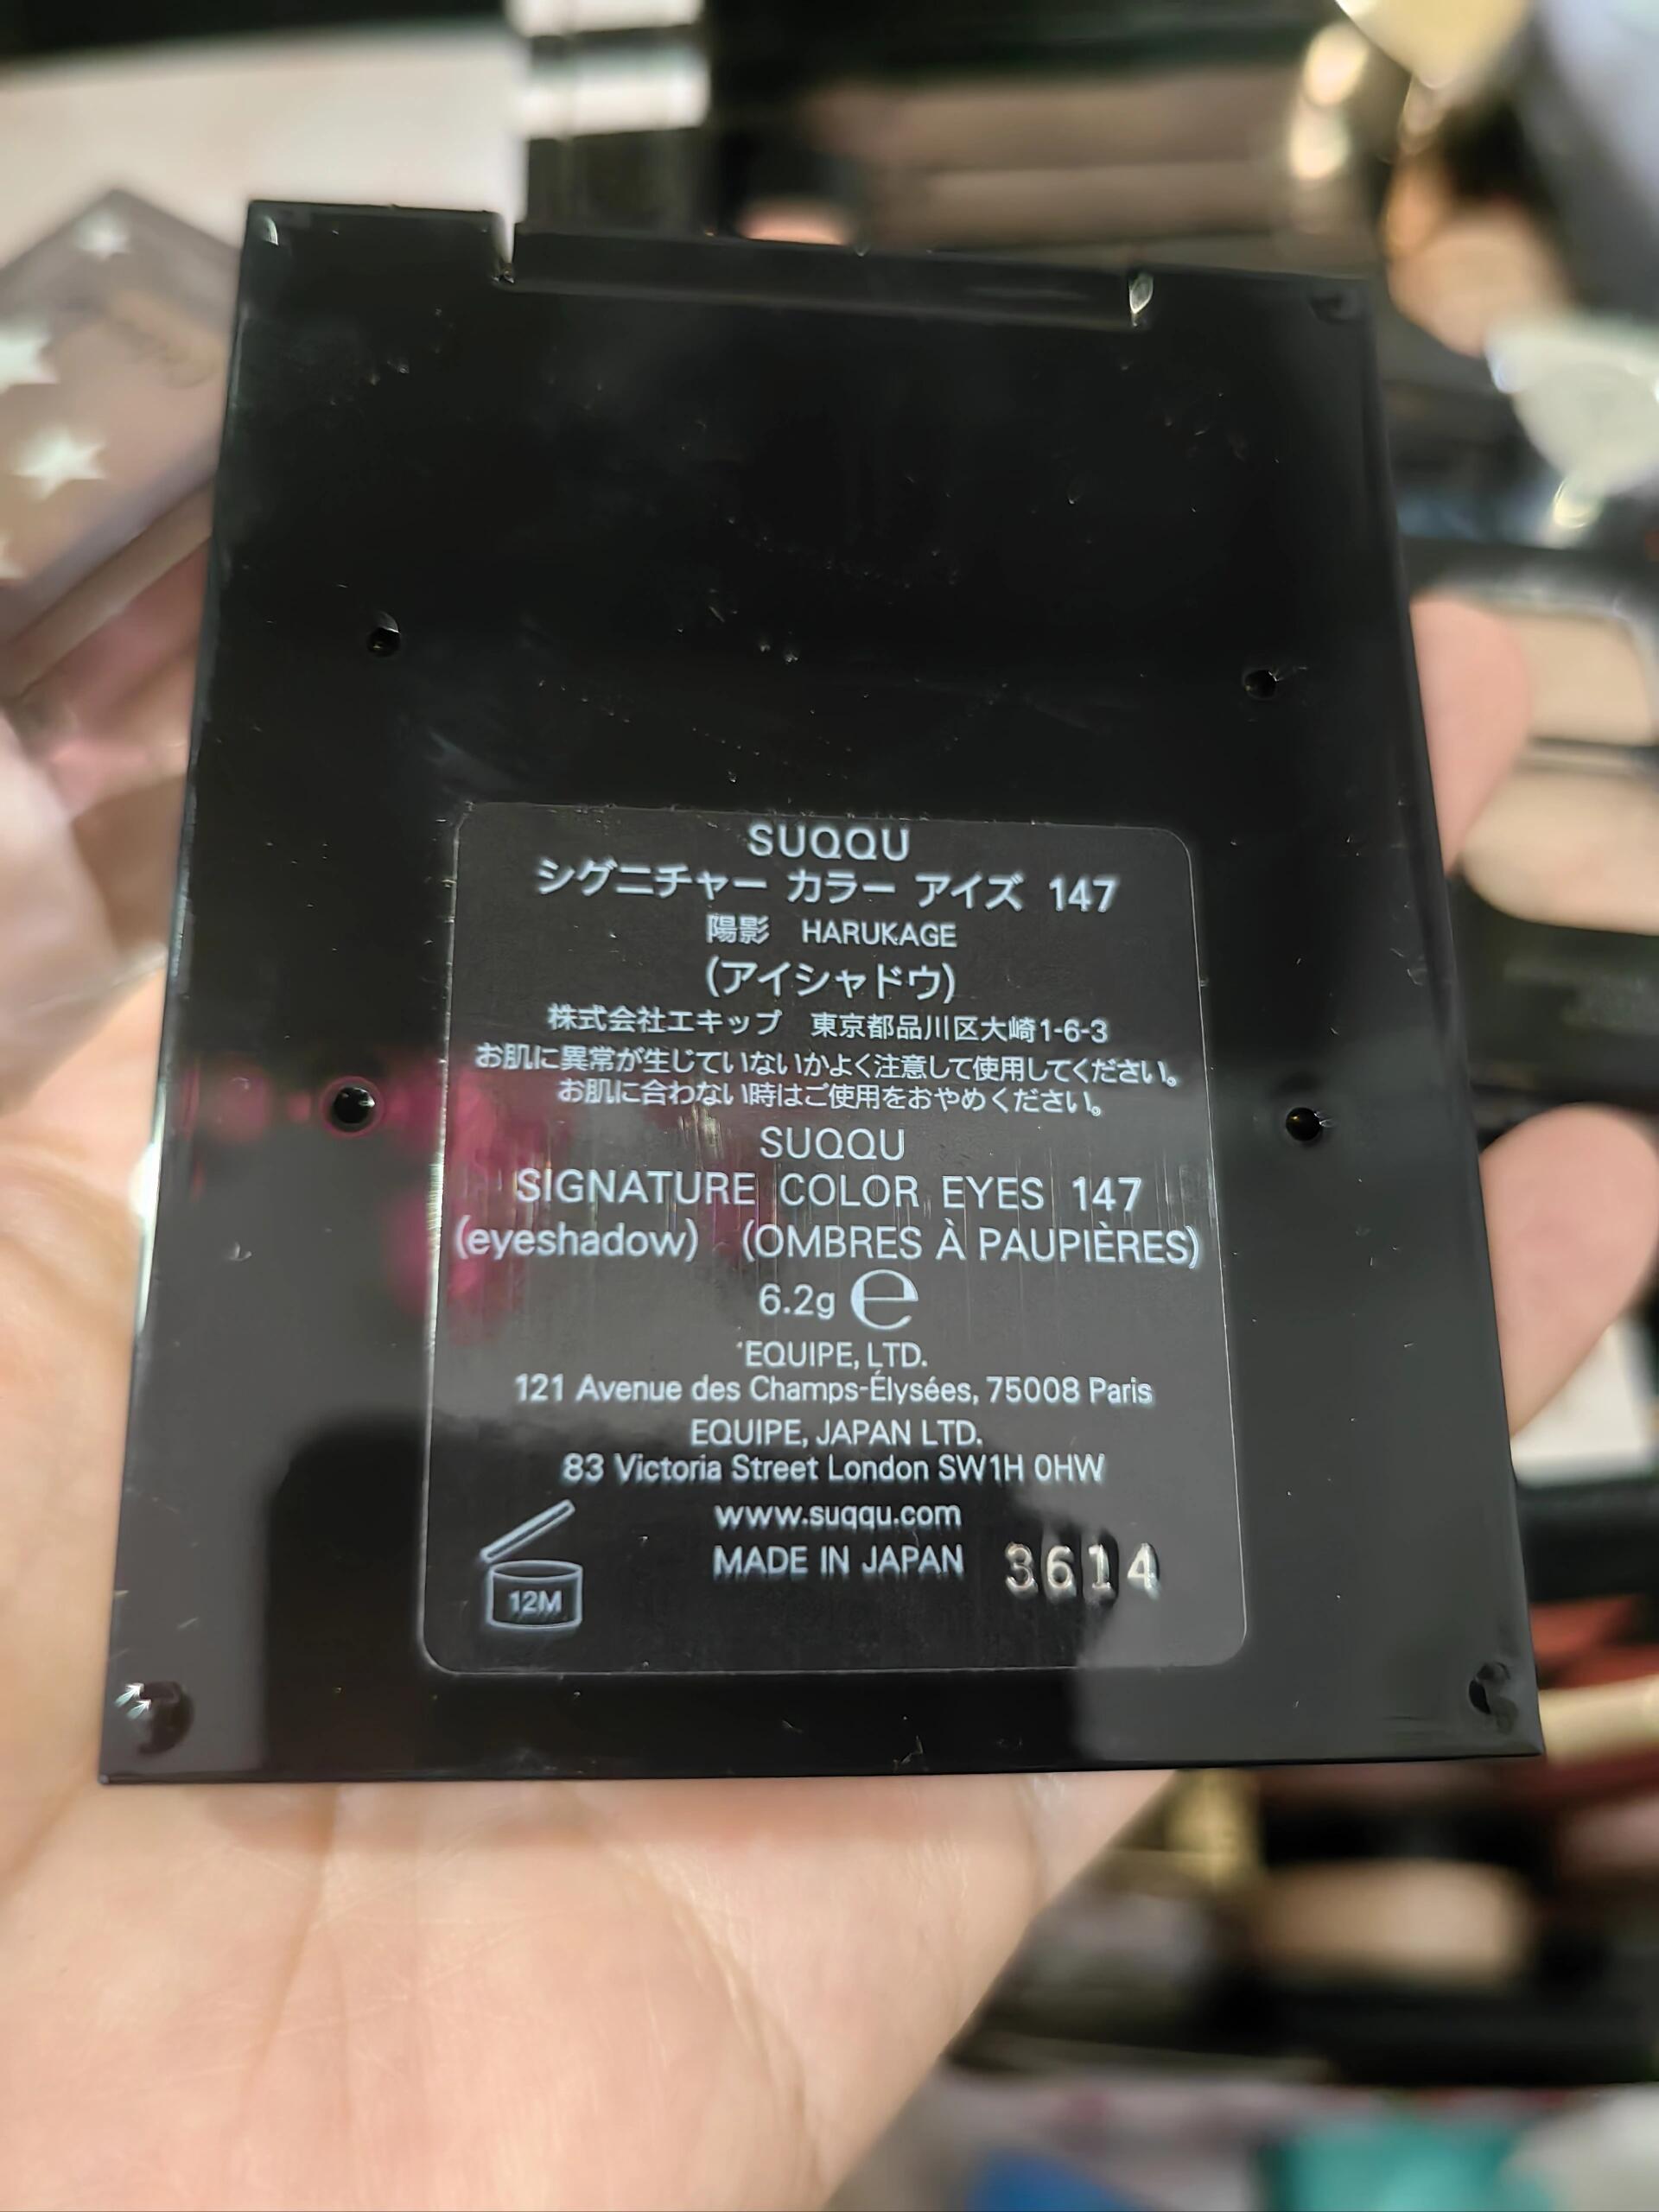 SUQQU
シグニチャー カラー アイズ 147
陽影 HARUKAGE
(アイシャドウ)
株式会社エキップ 東京都品川区大崎1-6-3
お肌に異常が生じていないかよく注意して使用してください。
お肌に合わない時はご使用をおやめください。
SUQQU
SIGNATURE COLOR EYES 147
(eyeshadow) (OMBRES À PAUPIÈRES)
6.2g ℮
EQUIPE, LTD.
121 Avenue des Champs-Élysées, 75008 Paris
EQUIPE, JAPAN LTD.
83 Victoria Street London SW1H 0HW
www.suqqu.com
MADE IN JAPAN 3614
12M